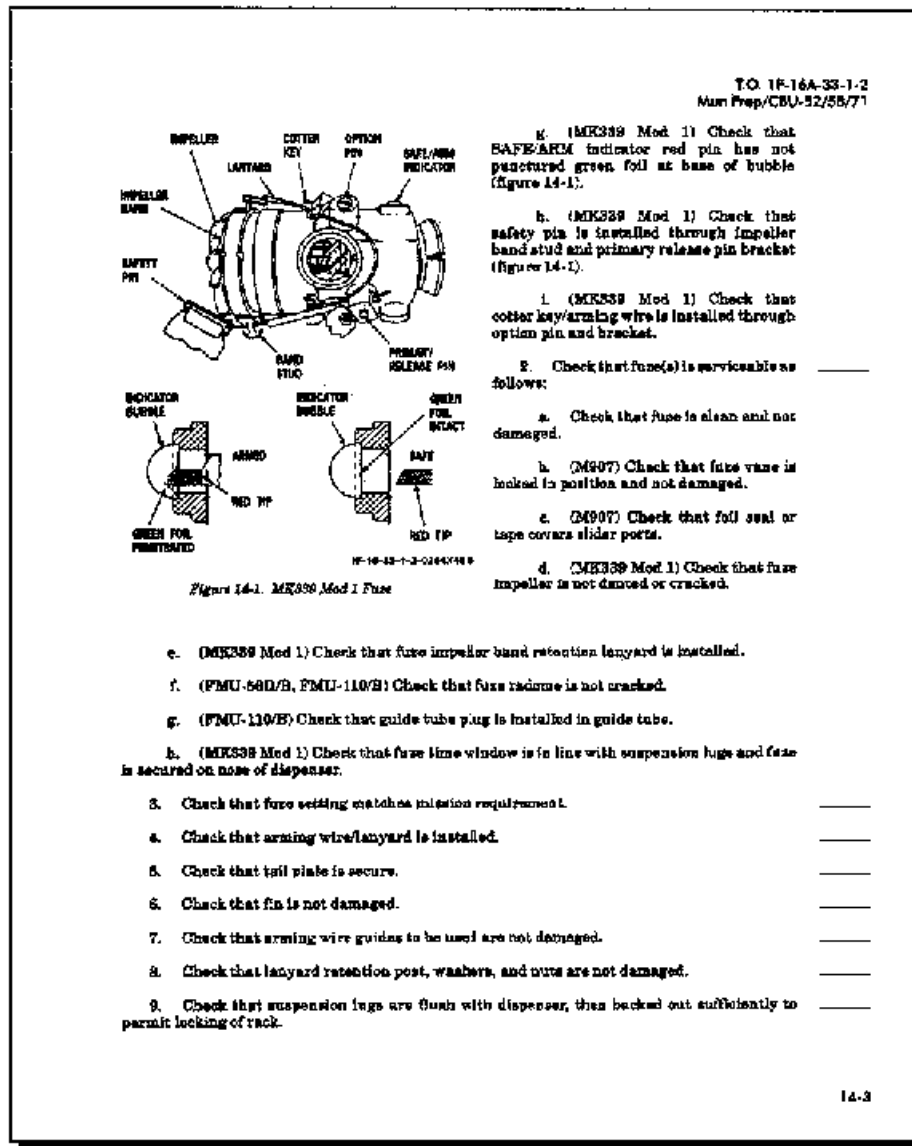 T.O. 1F-16A-33-1-2
Mun Prep/CBU-52/58/71
IMPELLER
COTTER KEY
OPTION PIN
LANYARD
SAFE/ARM INDICATOR
IMPELLER BAND
SAFETY PIN
BAND STUD
PRIMARY RELEASE PIN
INDICATOR BUBBLE
ARMED
RED TIP
GREEN FOIL PENETRATED
INDICATOR BUBBLE
GREEN FOIL INTACT
SAFE
RED TIP
Figure 14-1. MK339 Mod 1 Fuze
g. (MK339 Mod 1) Check that
SAFE/ARM indicator red pin has not
punctured green foil at base of bubble
(figure 14-1).
h. (MK339 Mod 1) Check that
safety pin is installed through impeller
band stud and primary release pin bracket
(figure 14-1).
i. (MK339 Mod 1) Check that
cotter key/arming wire is installed through
option pin and bracket.
2. Check that fuze(s) is serviceable as
follows:
a. Check that fuze is clean and not
damaged.
b. (M907) Check that fuze vane is
locked in position and not damaged.
c. (M907) Check that foil seal or
tape covers slider ports.
d. (MK339 Mod 1) Check that fuze
impeller is not dented or cracked.
e. (MK339 Mod 1) Check that fuze impeller band retention lanyard is installed.
f. (FMU-56D/B, FMU-110/B) Check that fuze radome is not cracked.
g. (FMU-110/B) Check that guide tube plug is installed in guide tube.
h. (MK339 Mod 1) Check that fuze time window is in line with suspension lugs and fuze
is secured on nose of dispenser.
3. Check that fuze setting matches mission requirement.
4. Check that arming wire/lanyard is installed.
5. Check that tail plate is secure.
6. Check that fin is not damaged.
7. Check that arming wire guides to be used are not damaged.
8. Check that lanyard retention post, washers, and nuts are not damaged.
9. Check that suspension lugs are flush with dispenser, then backed out sufficiently to
permit locking of rack.
14-3